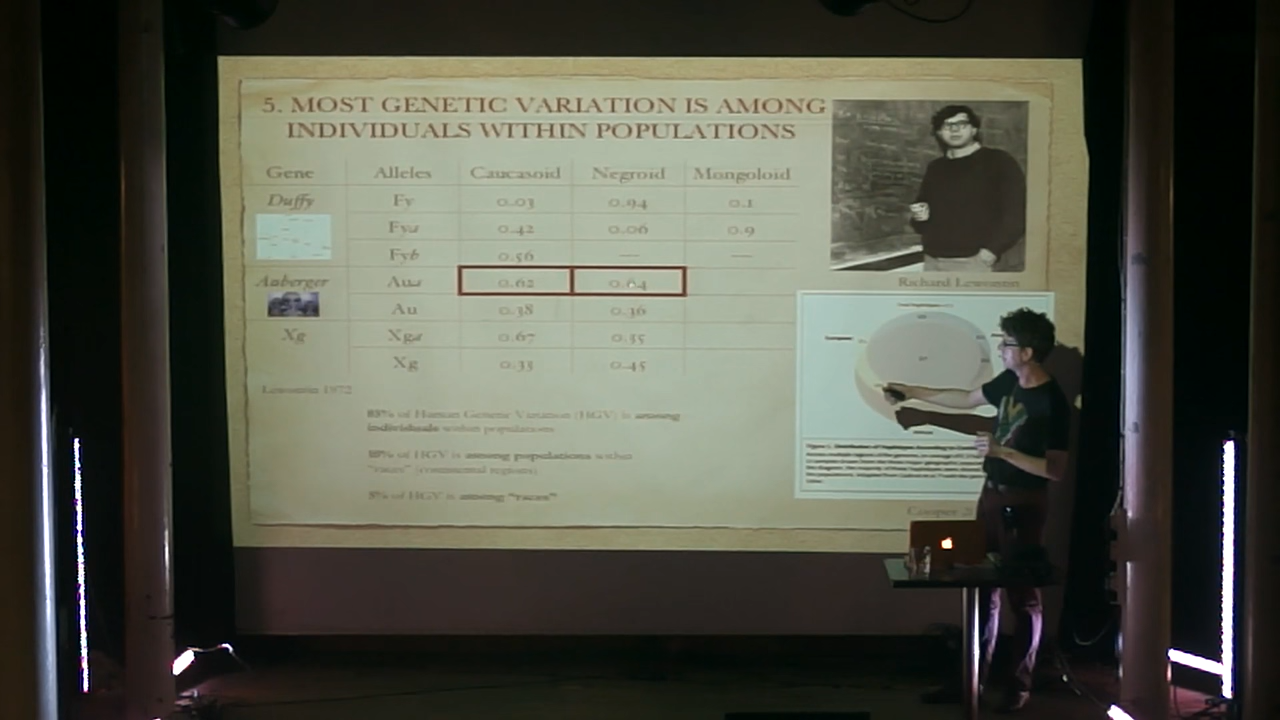 5. MOST GENETIC VARIATION IS AMONG
INDIVIDUALS WITHIN POPULATIONS
Gene Alleles Caucasoid Negroid Mongoloid
Duffy Fy 0.03 0.94 0.1
Fya 0.42 0.06 0.9
Fyb 0.56 — —
Auberger Aua 0.62 0.64
Au 0.38 0.36
Xg Xga 0.67 0.55
Xg 0.33 0.45
Lewontin 1972
Richard Lewontin
85% of Human Genetic Variation (HGV) is among
individuals within populations
10% of HGV is among populations within
"races" (continental regions)
8% of HGV is among "races"